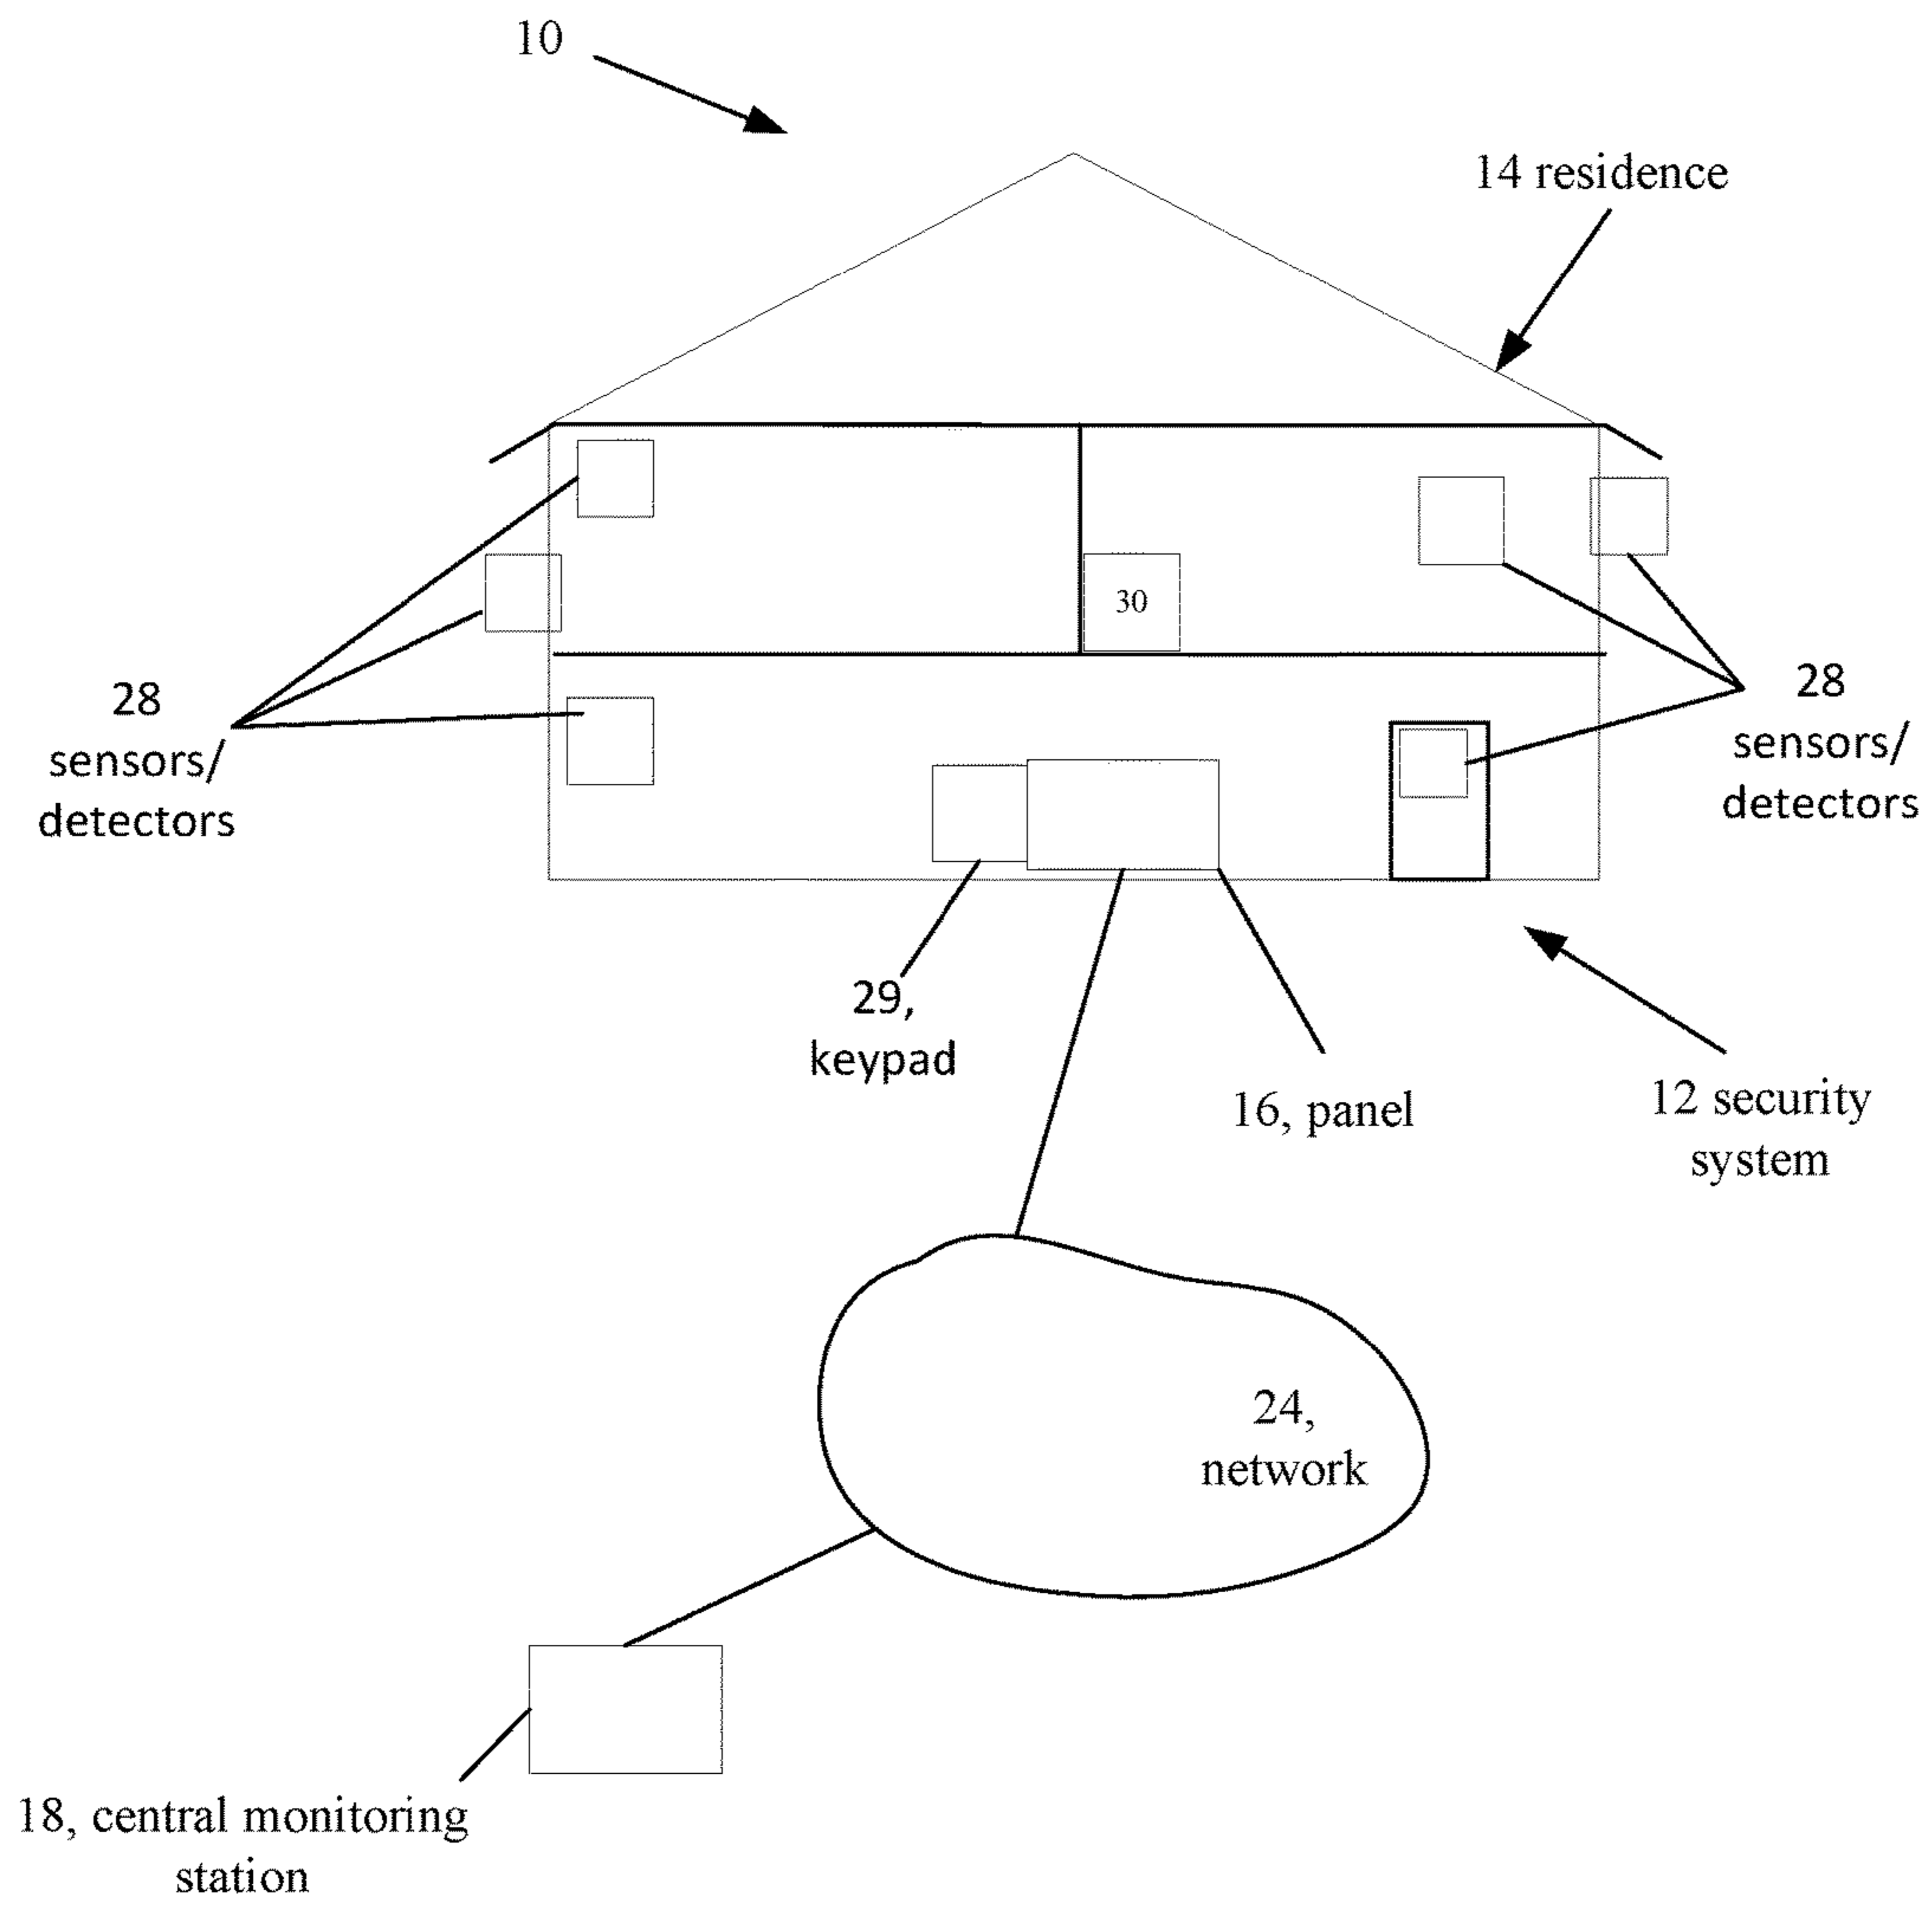 10
14 residence
30
28
sensors/
detectors
28
sensors/
detectors
29,
keypad
16, panel
12 security
system
24,
network
18, central monitoring
station